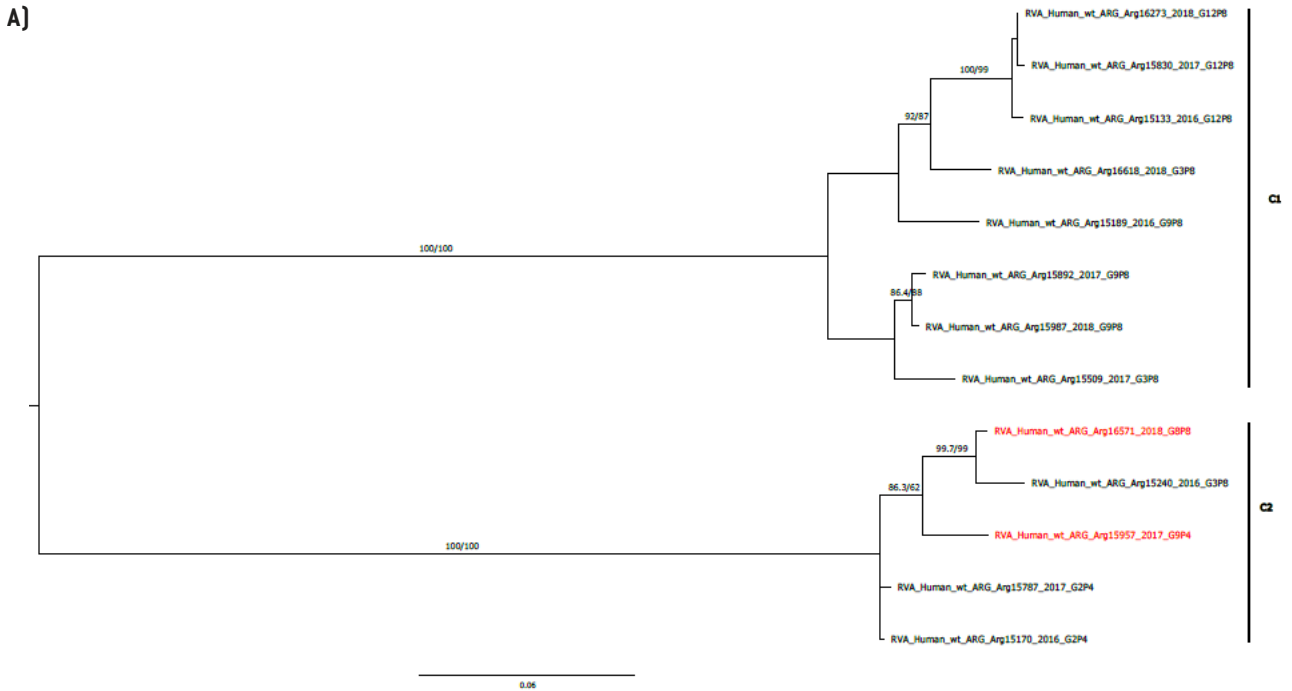 A)
RVA_Human_wt_ARG_Arg16273_2018_G12P8
RVA_Human_wt_ARG_Arg15830_2017_G12P8
100/99
RVA_Human_wt_ARG_Arg15133_2016_G12P8
92/87
RVA_Human_wt_ARG_Arg16618_2018_G3P8
C1
RVA_Human_wt_ARG_Arg15189_2016_G9P8
100/100
RVA_Human_wt_ARG_Arg15892_2017_G9P8
86.4/88
RVA_Human_wt_ARG_Arg15987_2018_G9P8
RVA_Human_wt_ARG_Arg15509_2017_G3P8
RVA_Human_wt_ARG_Arg16571_2018_G8P8
99.7/99
RVA_Human_wt_ARG_Arg15240_2016_G3P8
86.3/62
C2
RVA_Human_wt_ARG_Arg15957_2017_G9P4
100/100
RVA_Human_wt_ARG_Arg15787_2017_G2P4
RVA_Human_wt_ARG_Arg15170_2016_G2P4
0.06